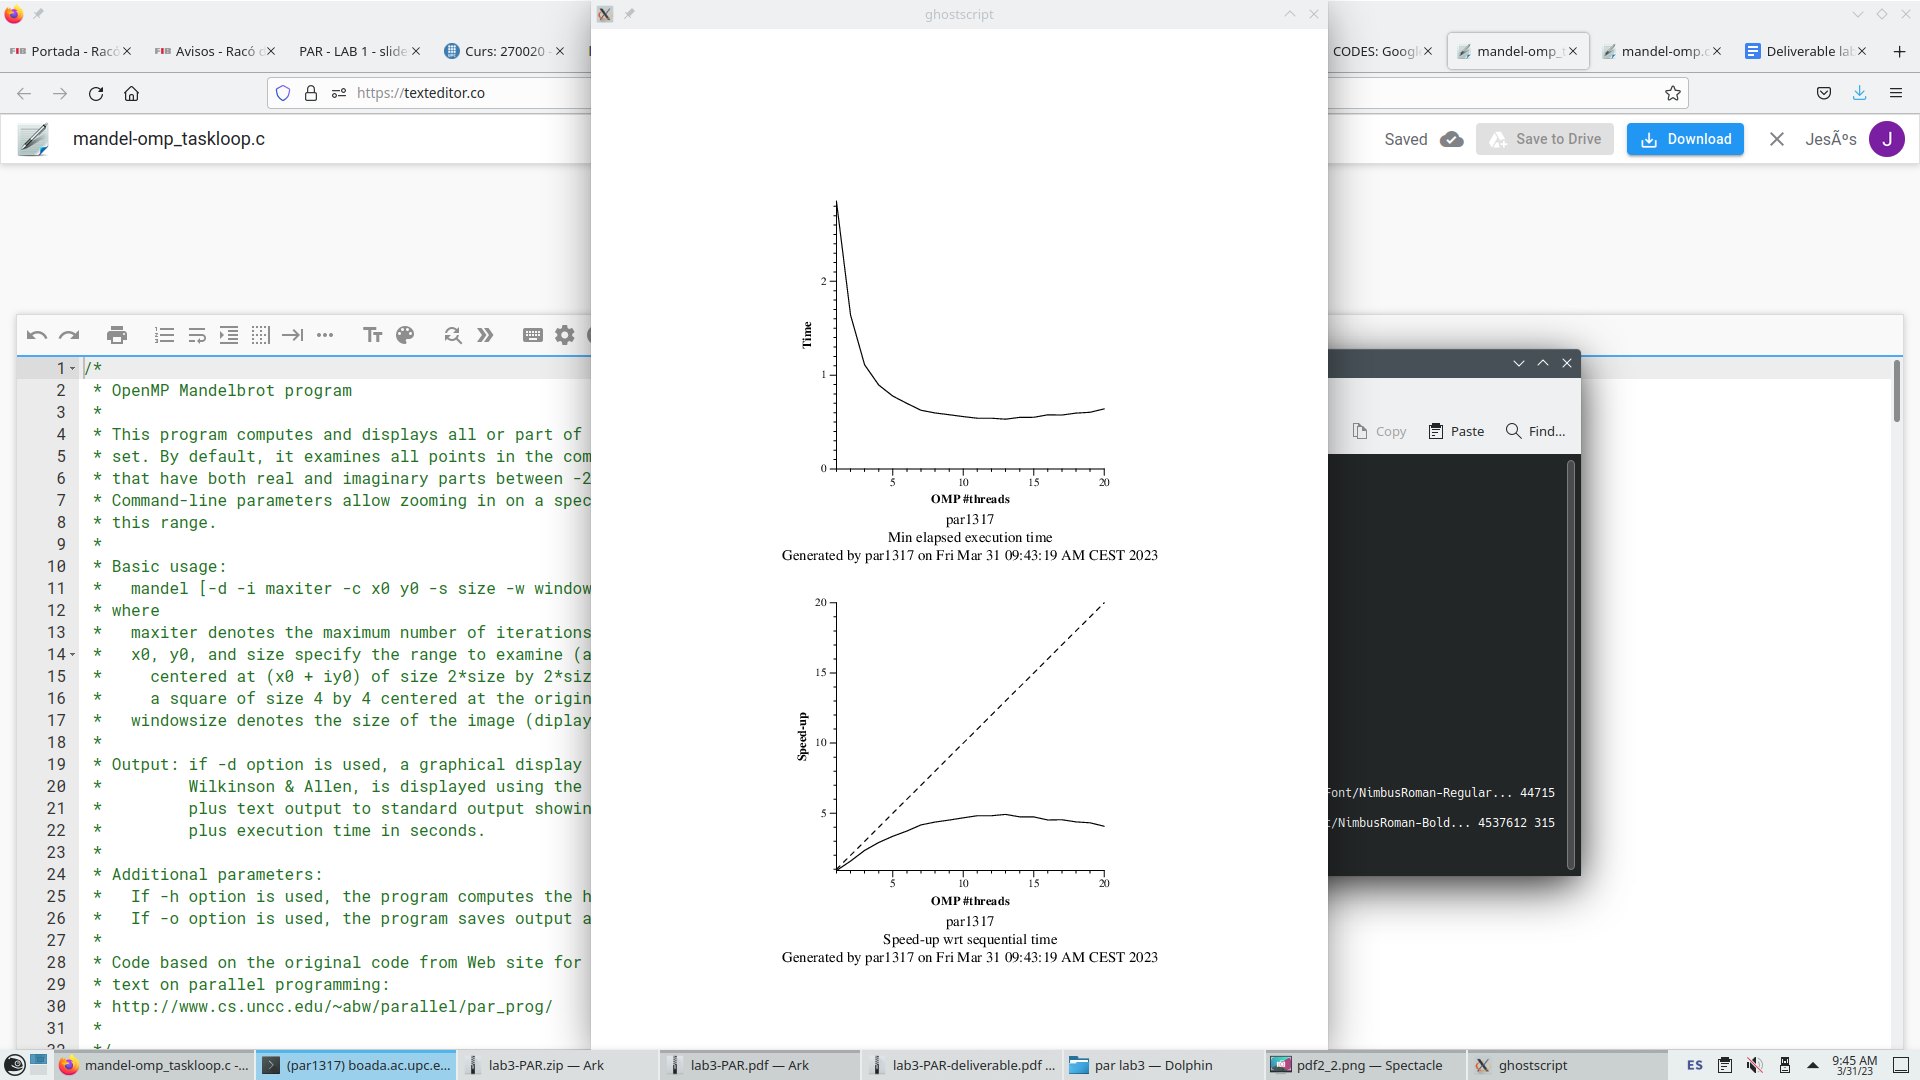 ghostscript
Portada - Racó
Avisos - Racó d
PAR - LAB 1 - slide
Curs: 270020 -
CODES: Googl
mandel-omp_t
mandel-omp.c
Deliverable la
https://texteditor.co
mandel-omp_taskloop.c
Saved
Save to Drive
Download
JesÃºs
J
1 /*
2 * OpenMP Mandelbrot program
3 *
4 * This program computes and displays all or part of
5 * set. By default, it examines all points in the com
6 * that have both real and imaginary parts between -2
7 * Command-line parameters allow zooming in on a spec
8 * this range.
9 *
10 * Basic usage:
11 * mandel [-d -i maxiter -c x0 y0 -s size -w window
12 * where
13 * maxiter denotes the maximum number of iterations
14 * x0, y0, and size specify the range to examine (a
15 * centered at (x0 + iy0) of size 2*size by 2*siz
16 * a square of size 4 by 4 centered at the origin
17 * windowsize denotes the size of the image (diplay
18 *
19 * Output: if -d option is used, a graphical display
20 * Wilkinson & Allen, is displayed using the
21 * plus text output to standard output showin
22 * plus execution time in seconds.
23 *
24 * Additional parameters:
25 * If -h option is used, the program computes the h
26 * If -o option is used, the program saves output a
27 *
28 * Code based on the original code from Web site for
29 * text on parallel programming:
30 * http://www.cs.uncc.edu/~abw/parallel/par_prog/
31 *
32 */
Time
2
1
0
5 10 15 20
OMP #threads
par1317
Min elapsed execution time
Generated by par1317 on Fri Mar 31 09:43:19 AM CEST 2023
Speed-up
20
15
10
5
5 10 15 20
OMP #threads
par1317
Speed-up wrt sequential time
Generated by par1317 on Fri Mar 31 09:43:19 AM CEST 2023
Copy
Paste
Find...
Font/NimbusRoman-Regular... 44715
t/NimbusRoman-Bold... 4537612 315
mandel-omp_taskloop.c -...
(par1317) boada.ac.upc.e...
lab3-PAR.zip — Ark
lab3-PAR.pdf — Ark
lab3-PAR-deliverable.pdf ...
par lab3 — Dolphin
pdf2_2.png — Spectacle
ghostscript
ES
9:45 AM
3/31/23